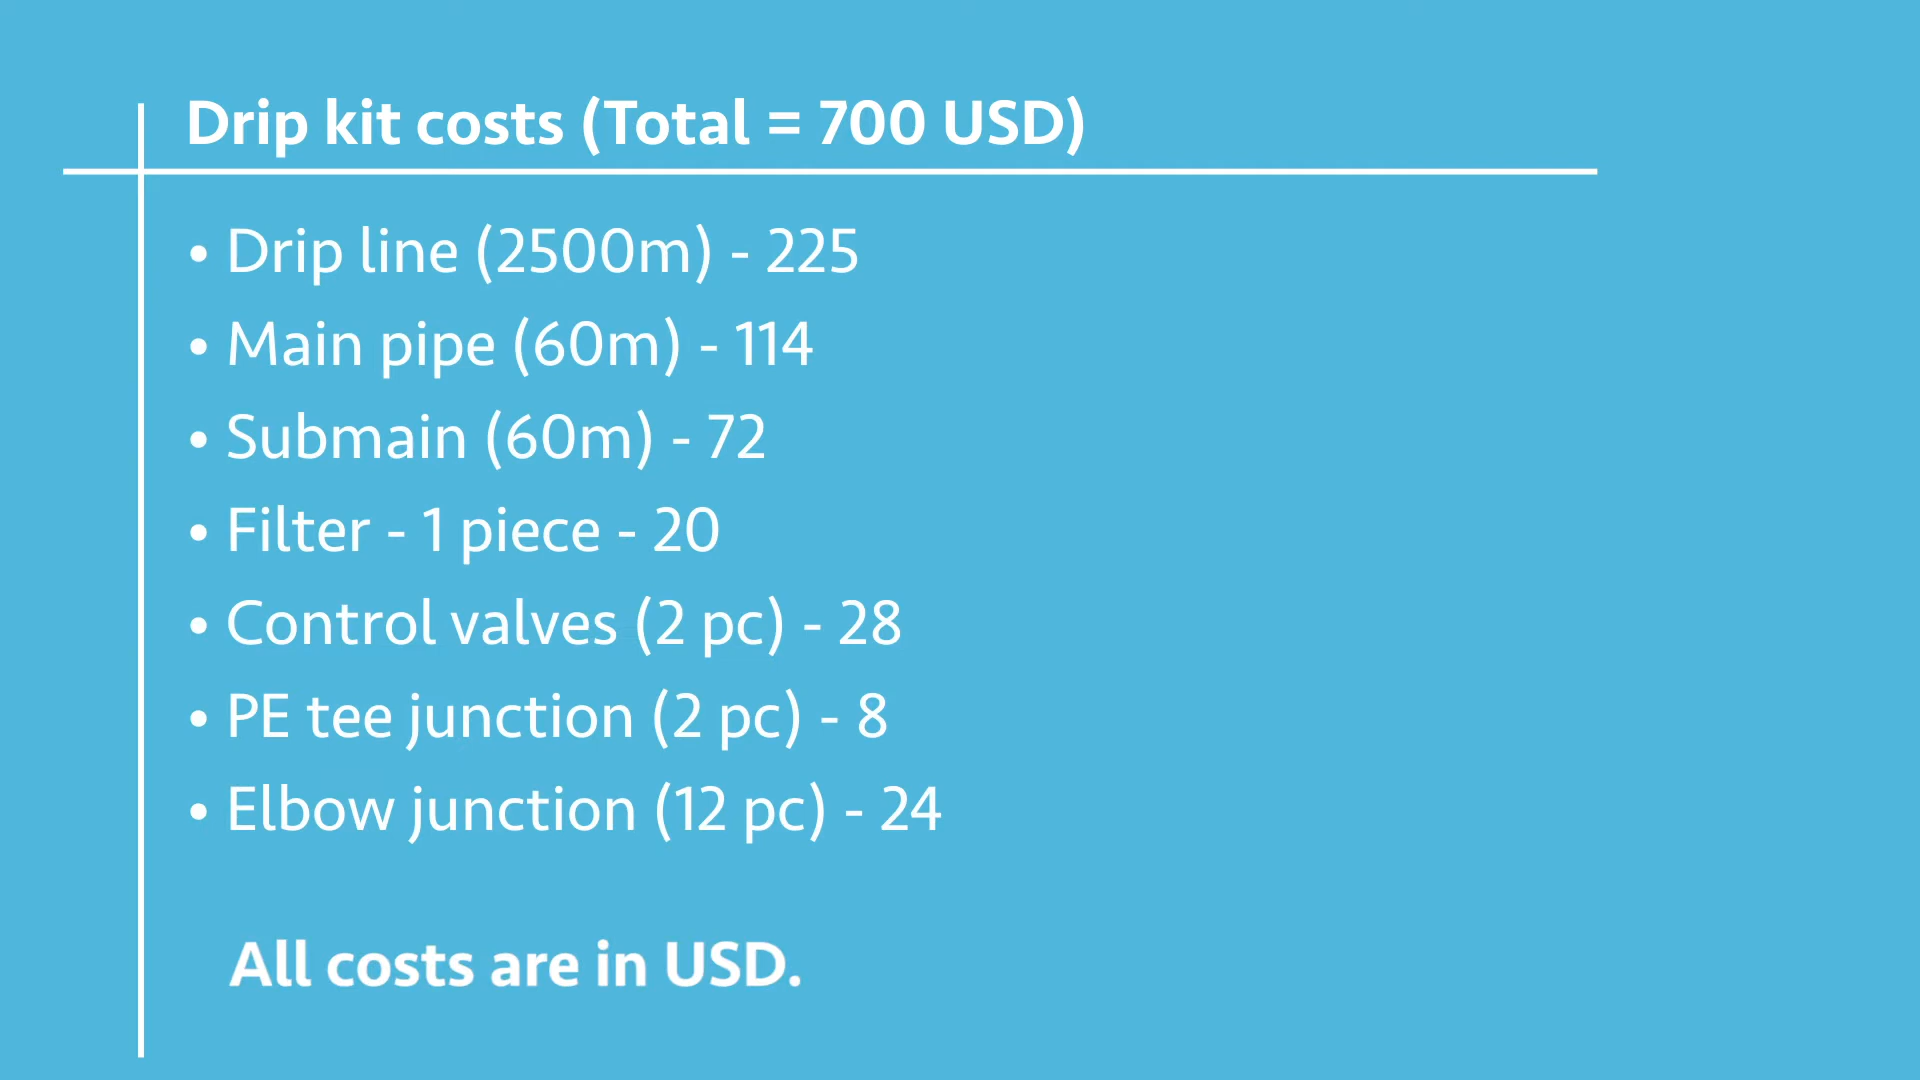 Drip kit costs (Total = 700 USD)
• Drip line (2500m) - 225
• Main pipe (60m) - 114
• Submain (60m) - 72
• Filter - 1 piece - 20
• Control valves (2 pc) - 28
• PE tee junction (2 pc) - 8
• Elbow junction (12 pc) - 24
All costs are in USD.